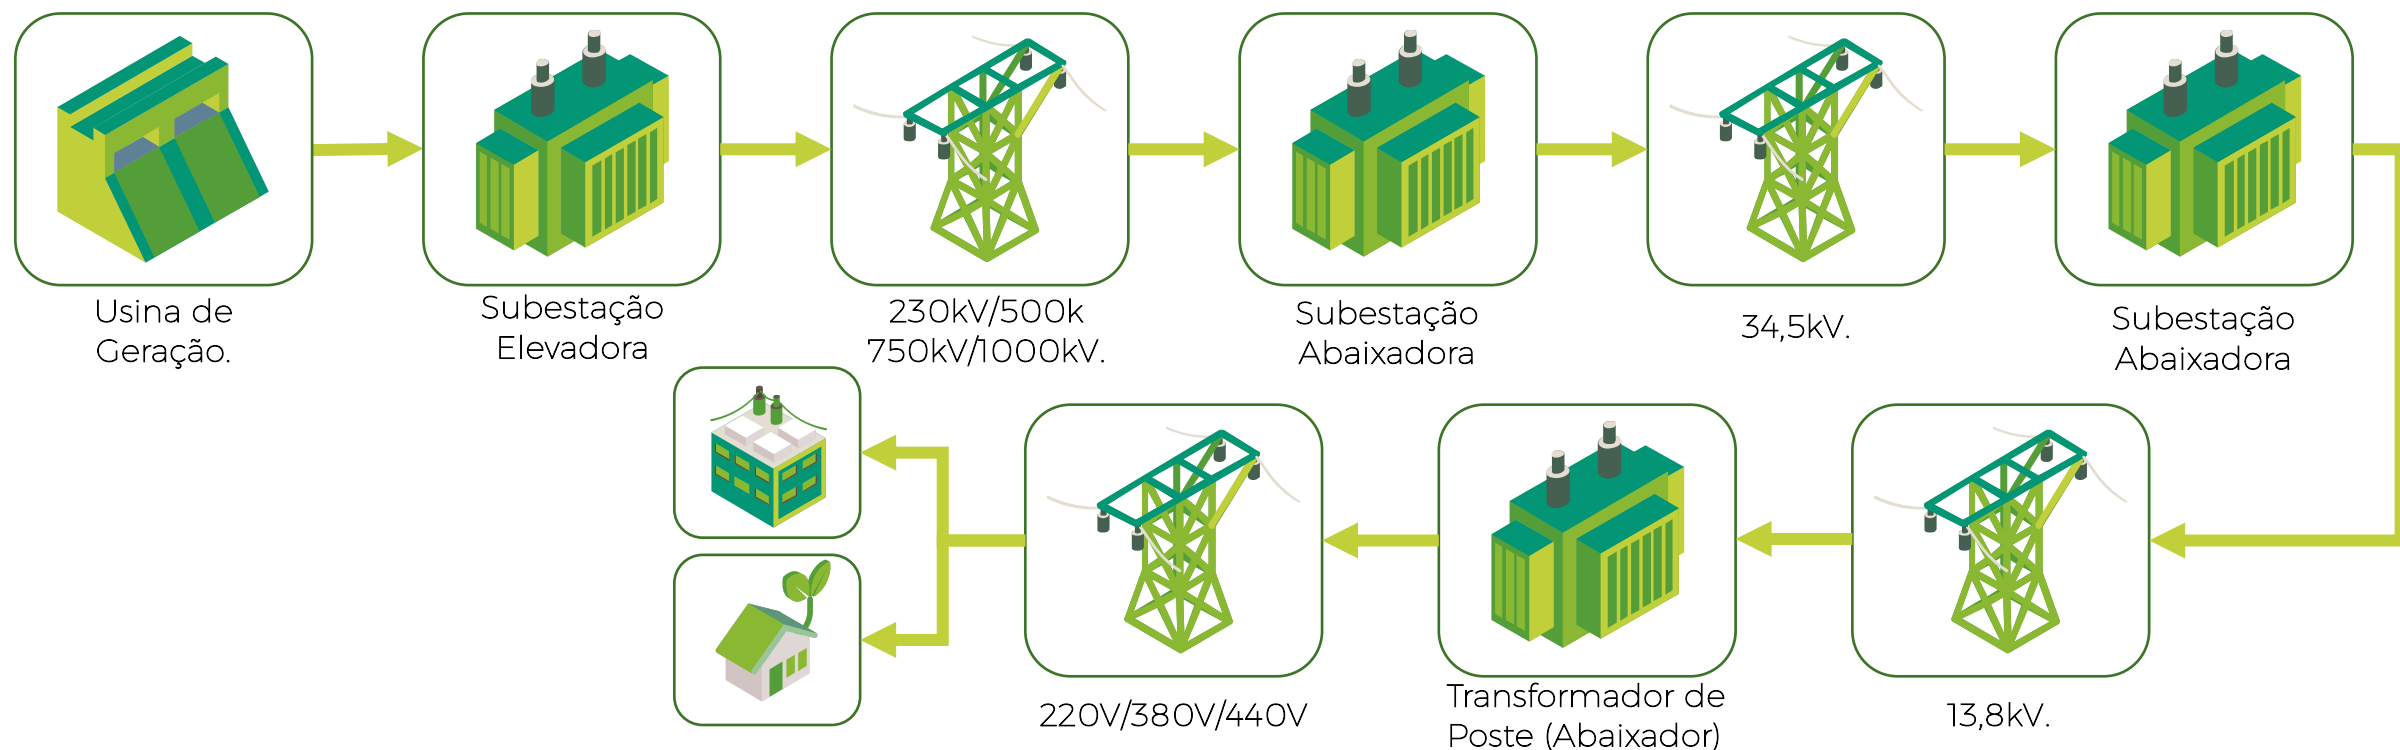 Usina de
Geração.
Subestação
Elevadora
230kV/500k
750kV/1000kV.
Subestação
Abaixadora
34,5kV.
Subestação
Abaixadora
13,8kV.
Transformador de
Poste (Abaixador)
220V/380V/440V